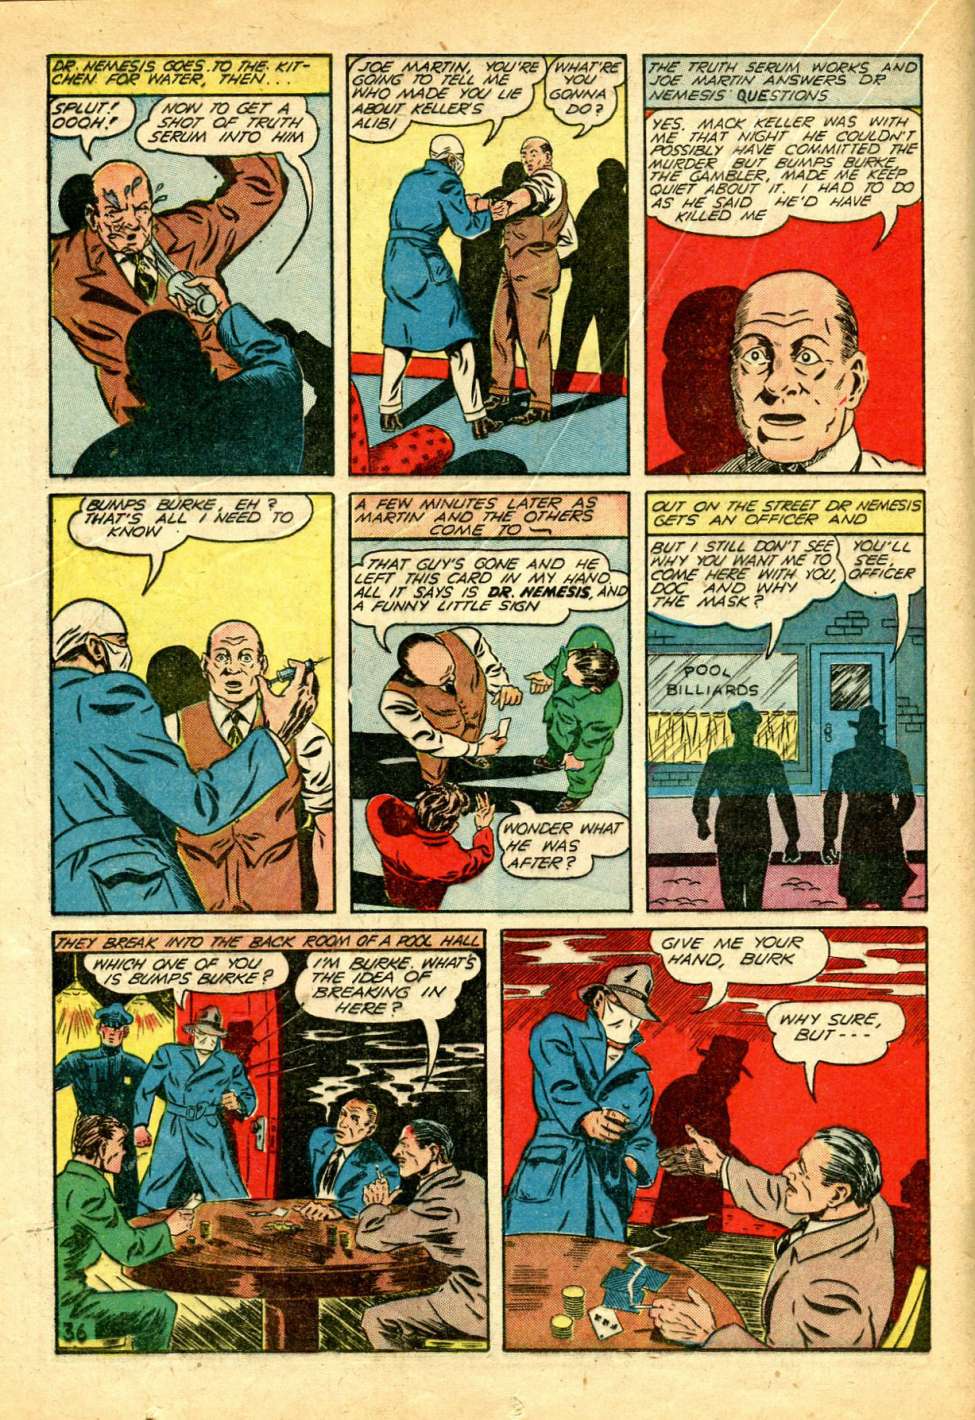 DR. NEMESIS GOES TO THE KIT-
CHEN FOR WATER, THEN...
SPLUT!
OOOH!
NOW TO GET A
SHOT OF TRUTH
SERUM INTO HIM
JOE MARTIN, YOU'RE
GOING TO TELL ME
WHO MADE YOU LIE
ABOUT KELLER'S
ALIBI
WHAT'RE
YOU
GONNA
DO?
THE TRUTH SERUM WORKS AND
JOE MARTIN ANSWERS DR
NEMESIS' QUESTIONS
YES. MACK KELLER WAS WITH
ME THAT NIGHT HE COULDN'T
POSSIBLY HAVE COMMITTED THE
MURDER BUT BUMPS BURKE,
THE GAMBLER, MADE ME KEEP
QUIET ABOUT IT. I HAD TO DO
AS HE SAID HE'D HAVE
KILLED ME
BUMPS BURKE, EH?
THAT'S ALL I NEED TO
KNOW
A FEW MINUTES LATER AS
MARTIN AND THE OTHERS
COME TO —
THAT GUY'S GONE AND HE
LEFT THIS CARD IN MY HAND,
ALL IT SAYS IS DR. NEMESIS, AND
A FUNNY LITTLE SIGN
WONDER WHAT
HE WAS
AFTER?
OUT ON THE STREET DR NEMESIS
GETS AN OFFICER AND
BUT I STILL DON'T SEE
WHY YOU WANT ME TO
COME HERE WITH YOU,
DOC, AND WHY
THE MASK?
YOU'LL
SEE,
OFFICER
POOL
BILLIARDS
THEY BREAK INTO THE BACK ROOM OF A POOL HALL
WHICH ONE OF YOU
IS BUMPS BURKE?
I'M BURKE. WHAT'S
THE IDEA OF
BREAKING IN
HERE?
36
GIVE ME YOUR
HAND, BURK
WHY SURE,
BUT ---